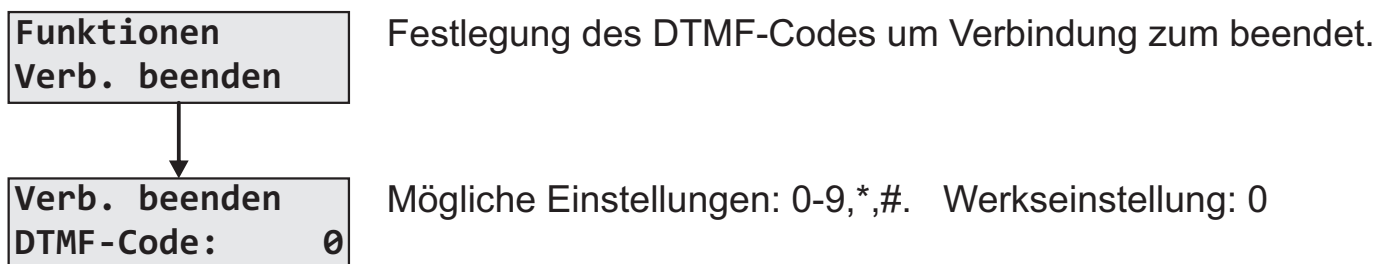 Funktionen
Verb. beenden
Festlegung des DTMF-Codes um Verbindung zum beendet.
Verb. beenden
DTMF-Code: 0
Mögliche Einstellungen: 0-9,*,#. Werkseinstellung: 0